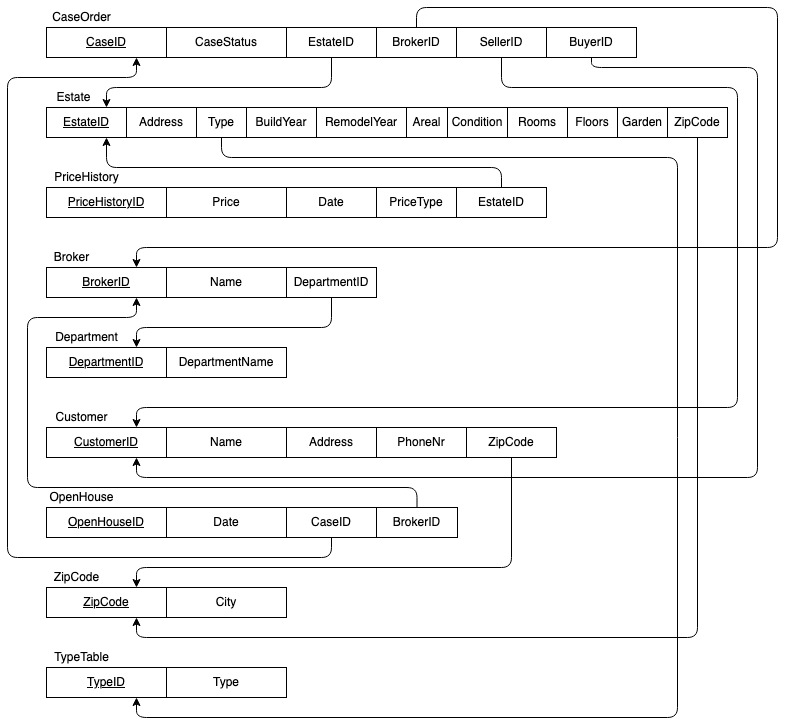 CaseOrder
CaseID CaseStatus EstateID BrokerID SellerID BuyerID
Estate
EstateID Address Type BuildYear RemodelYear Areal Condition Rooms Floors Garden ZipCode
PriceHistory
PriceHistoryID Price Date PriceType EstateID
Broker
BrokerID Name DepartmentID
Department
DepartmentID DepartmentName
Customer
CustomerID Name Address PhoneNr ZipCode
OpenHouse
OpenHouseID Date CaseID BrokerID
ZipCode
ZipCode City
TypeTable
TypeID Type